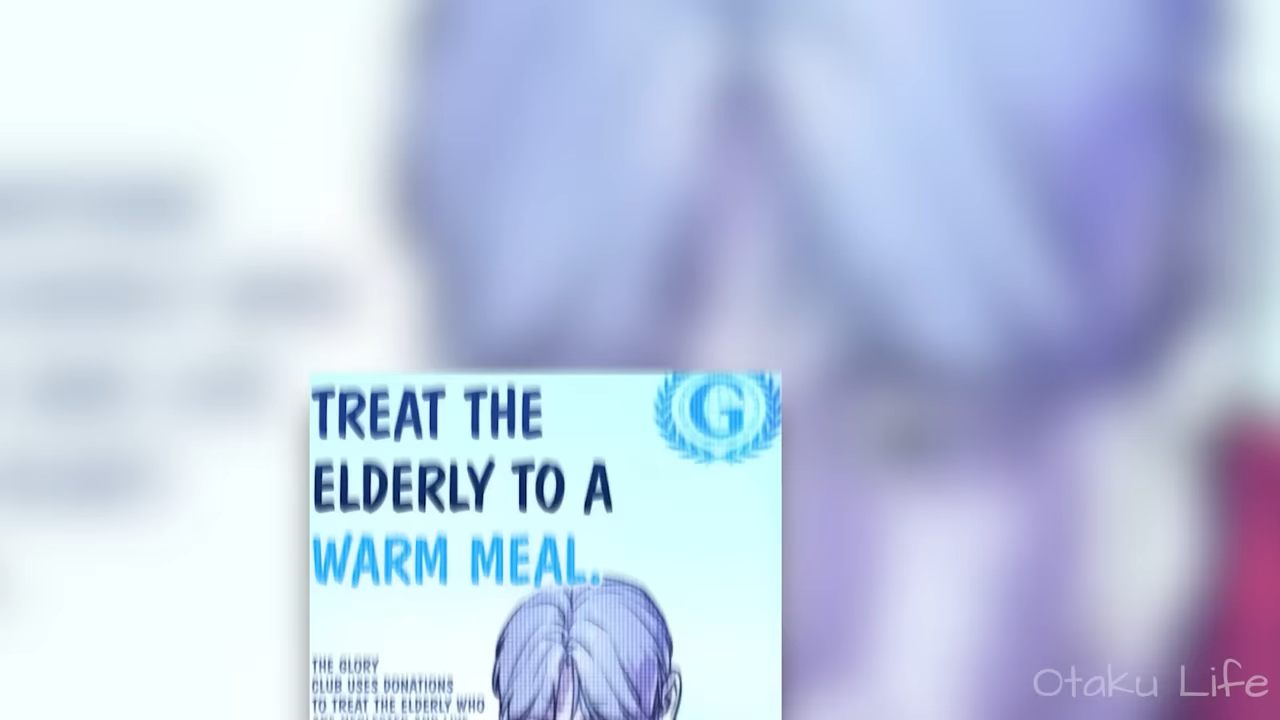 TREAT THE
G
ELDERLY TO A
WARM MEAL.
THE GLORY
CLUB USES DONATIONS
TO TREAT THE ELDERLY WHO
Otaku Life